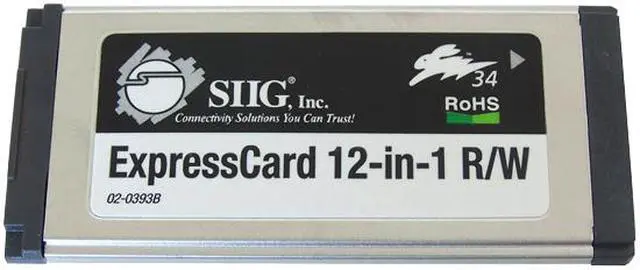 SIIG®, Inc.
Connectivity Solutions You Can Trust!
34
RoHS
ExpressCard 12-in-1 R/W
02-0393B